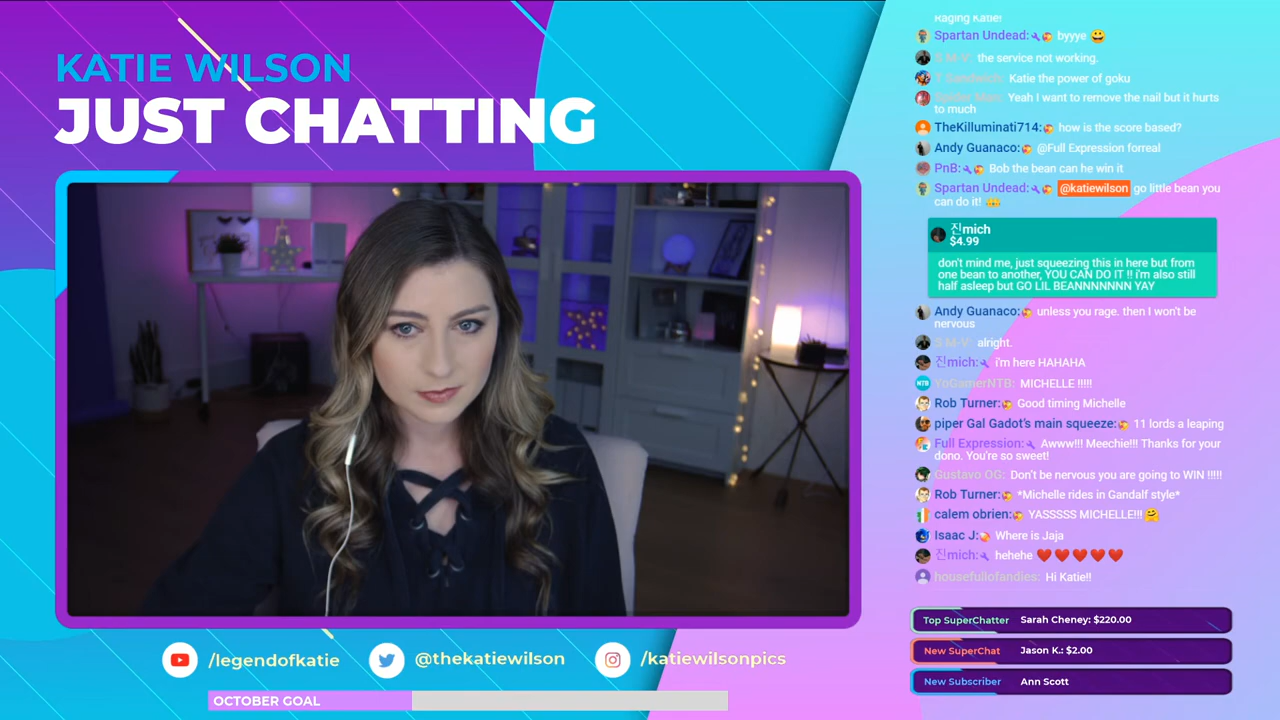 KATIE WILSON
JUST CHATTING
/legendofkatie
@thekatiewilson
/katiewilsonpics
OCTOBER GOAL
Raging Katie!
Spartan Undead: byyye
S M-V: the service not working.
T Sandwich: Katie the power of goku
Yeah I want to remove the nail but it hurts
to much
TheKilluminati714: how is the score based?
Andy Guanaco: @Full Expression forreal
PnB: Bob the bean can he win it
Spartan Undead: @katiewilson go little bean you
can do it!
진mich
$4.99
don't mind me, just squeezing this in here but from
one bean to another, YOU CAN DO IT !! i'm also still
half asleep but GO LIL BEANNNNNNN YAY
Andy Guanaco: unless you rage. then I won't be
nervous
S M-V: alright.
진mich: i'm here HAHAHA
NTB
YoGamerNTB: MICHELLE !!!!!
Rob Turner: Good timing Michelle
piper Gal Gadot's main squeeze: 11 lords a leaping
Full Expression: Awww!!! Meechie!!! Thanks for your
dono. You're so sweet!
Gustavo OG: Don't be nervous you are going to WIN !!!!!
Rob Turner: *Michelle rides in Gandalf style*
calem obrien: YASSSSS MICHELLE!!!
Isaac J: Where is Jaja
진mich: hehehe
housefullofandies: Hi Katie!!
Top SuperChatter Sarah Cheney: $220.00
New SuperChat Jason K.: $2.00
New Subscriber Ann Scott